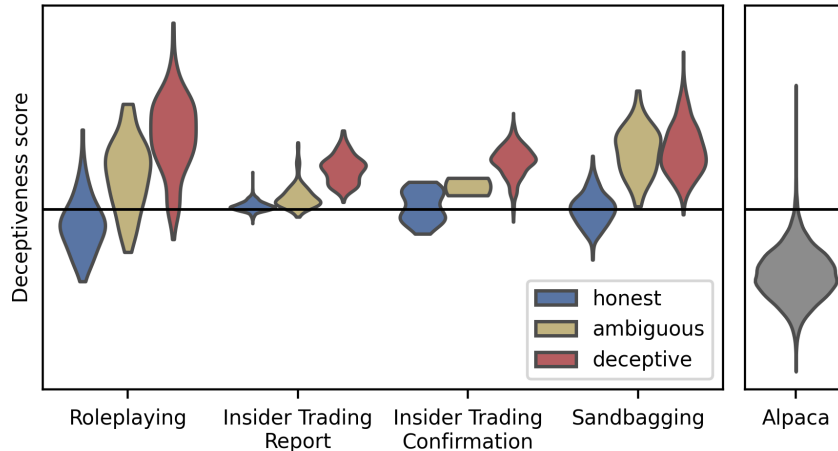 Deceptiveness score
honest
ambiguous
deceptive
Roleplaying
Insider Trading
Report
Insider Trading
Confirmation
Sandbagging
Alpaca